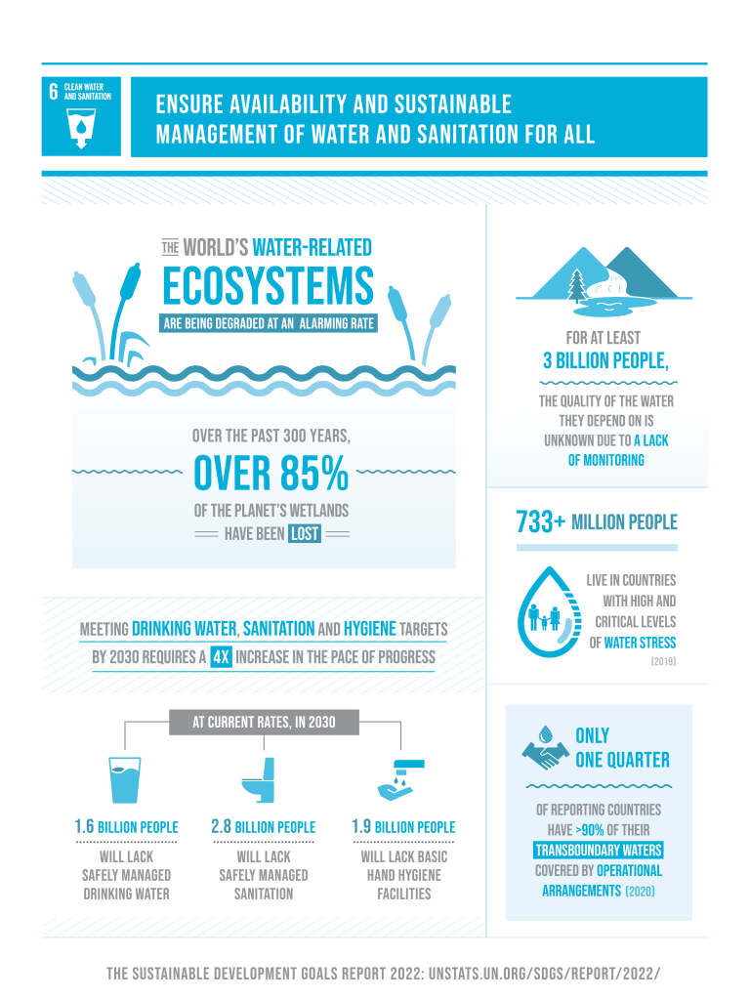 6 CLEAN WATER
AND SANITATION
ENSURE AVAILABILITY AND SUSTAINABLE
MANAGEMENT OF WATER AND SANITATION FOR ALL
THE WORLD'S WATER-RELATED
ECOSYSTEMS
ARE BEING DEGRADED AT AN ALARMING RATE
OVER THE PAST 300 YEARS,
OVER 85%
OF THE PLANET'S WETLANDS
HAVE BEEN LOST
MEETING DRINKING WATER, SANITATION AND HYGIENE TARGETS
BY 2030 REQUIRES A 4X INCREASE IN THE PACE OF PROGRESS
AT CURRENT RATES, IN 2030
1.6 BILLION PEOPLE
WILL LACK
SAFELY MANAGED
DRINKING WATER
2.8 BILLION PEOPLE
WILL LACK
SAFELY MANAGED
SANITATION
1.9 BILLION PEOPLE
WILL LACK BASIC
HAND HYGIENE
FACILITIES
FOR AT LEAST
3 BILLION PEOPLE,
THE QUALITY OF THE WATER
THEY DEPEND ON IS
UNKNOWN DUE TO A LACK
OF MONITORING
733+ MILLION PEOPLE
LIVE IN COUNTRIES
WITH HIGH AND
CRITICAL LEVELS
OF WATER STRESS
(2019)
ONLY
ONE QUARTER
OF REPORTING COUNTRIES
HAVE >90% OF THEIR
TRANSBOUNDARY WATERS
COVERED BY OPERATIONAL
ARRANGEMENTS (2020)
THE SUSTAINABLE DEVELOPMENT GOALS REPORT 2022: UNSTATS.UN.ORG/SDGS/REPORT/2022/